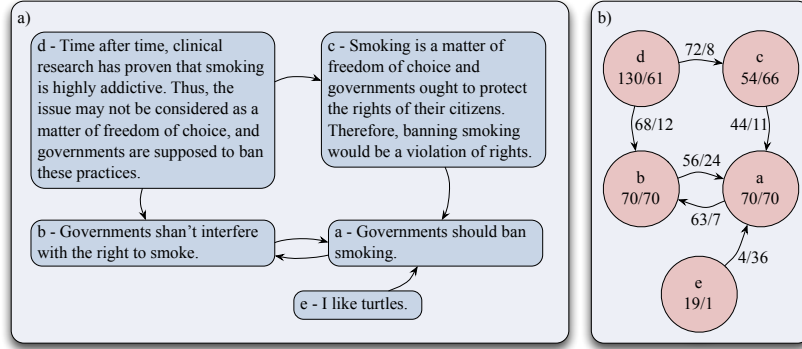 a)
d - Time after time, clinical
research has proven that smoking
is highly addictive. Thus, the
issue may not be considered as a
matter of freedom of choice, and
governments are supposed to ban
these practices.
c - Smoking is a matter of
freedom of choice and
governments ought to protect
the rights of their citizens.
Therefore, banning smoking
would be a violation of rights.
b - Governments shan't interfere
with the right to smoke.
a - Governments should ban
smoking.
e - I like turtles.
b)
d
130/61
72/8
c
54/66
68/12
44/11
b
70/70
56/24
63/7
a
70/70
4/36
e
19/1